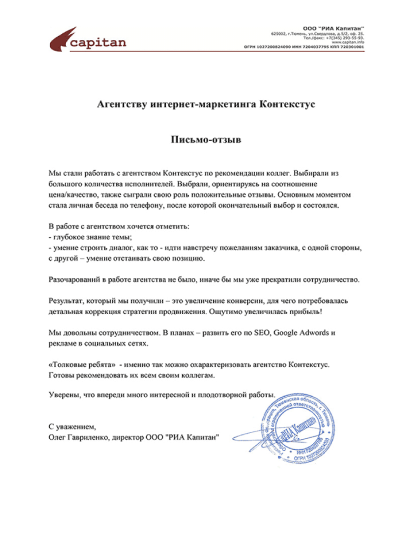 capitan
ООО "РИА Капитан"
625002, г.Тюмень, ул.Свердлова, д.5/2, оф. 25.
Тел./факс: +7(345) 291-55-93.
www.capitan.info
ОГРН 1037200624000 ИНН 7204037795 КПП 720301001
Агентству интернет-маркетинга Контекстус
Письмо-отзыв
Мы стали работать с агентством Контекстус по рекомендации коллег. Выбирали из
большого количества исполнителей. Выбрали, ориентируясь на соотношение
цена/качество, также сыграли свою роль положительные отзывы. Основным моментом
стала личная беседа по телефону, после которой окончательный выбор и состоялся.
В работе с агентством хочется отметить:
- глубокое знание темы;
- умение строить диалог, как то - идти навстречу пожеланиям заказчика, с одной стороны,
с другой – умение отстаивать свою позицию.
Разочарований в работе агентства не было, иначе бы мы уже прекратили сотрудничество.
Результат, который мы получили – это увеличение конверсии, для чего потребовалась
детальная коррекция стратегии продвижения. Ощутимо увеличилась прибыль!
Мы довольны сотрудничеством. В планах – развить его по SEO, Google Adwords и
рекламе в социальных сетях.
«Толковые ребята» - именно так можно охарактеризовать агентство Контекстус.
Готовы рекомендовать их всем своим коллегам.
Уверены, что впереди много интересной и плодотворной работы.
С уважением,
Олег Гавриленко, директор ООО "РИА Капитан"